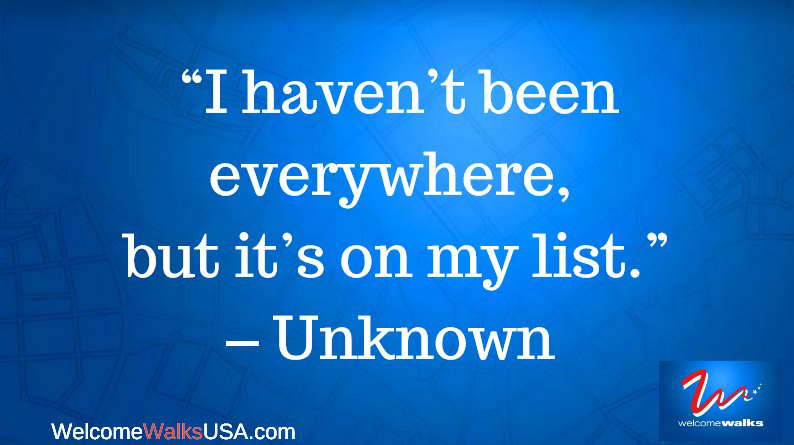 “I haven’t been
everywhere,
but it’s on my list.”
– Unknown
welcomewalks
WelcomeWalksUSA.com